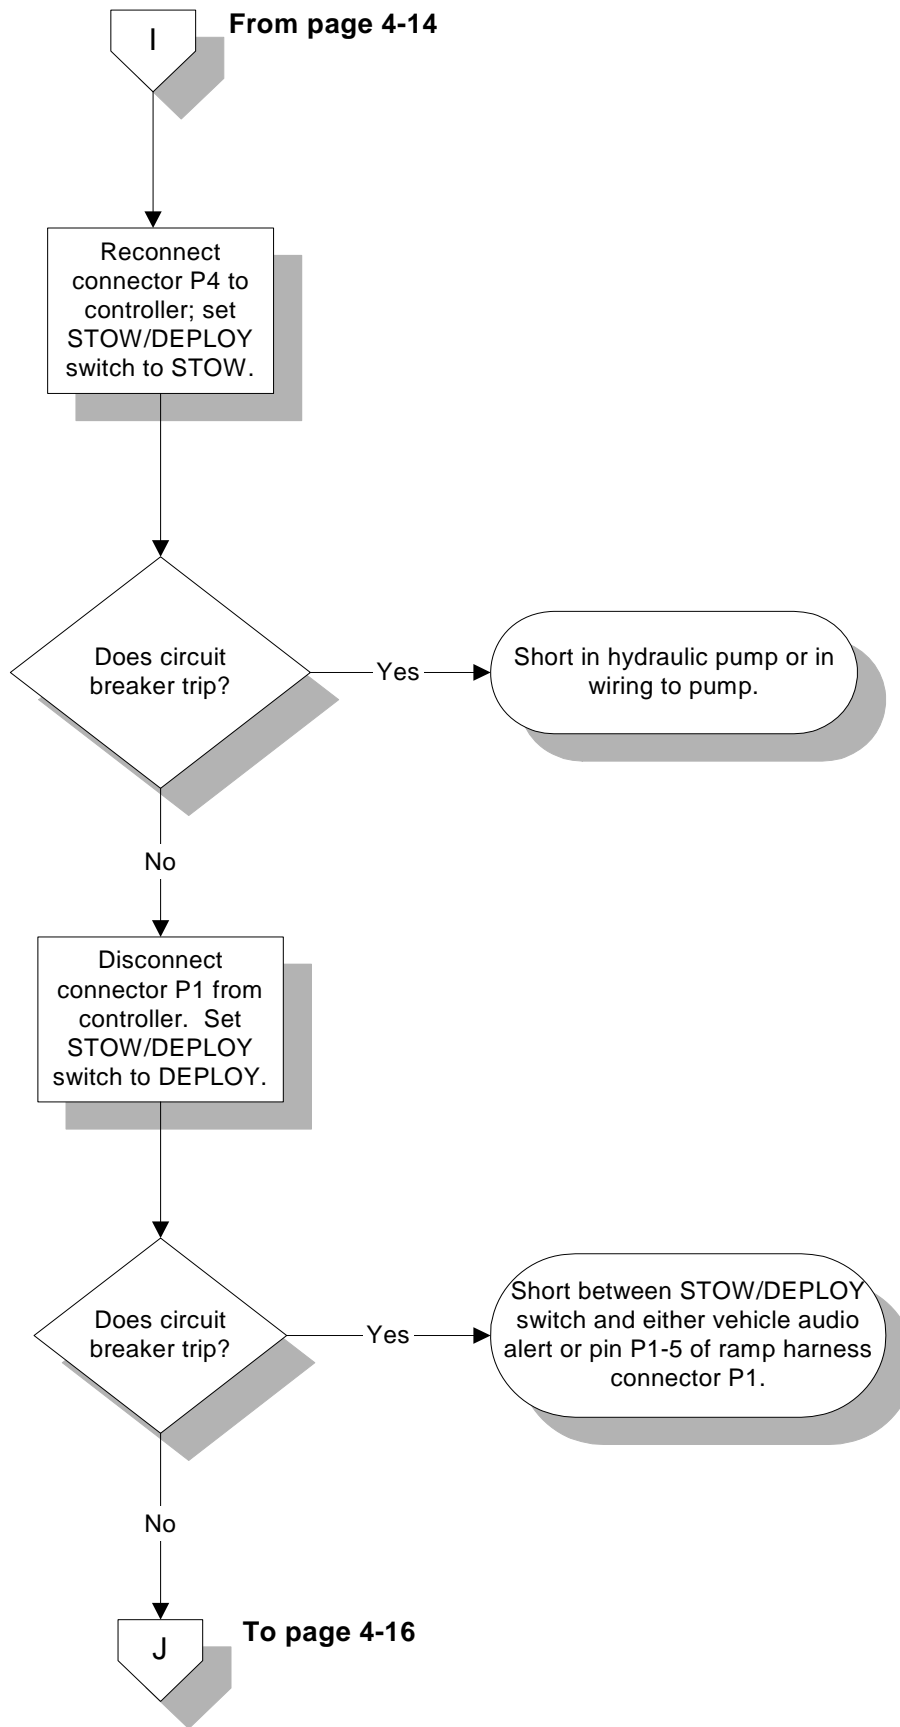 I
From page 4-14
Reconnect
connector P4 to
controller; set
STOW/DEPLOY
switch to STOW.
Does circuit
breaker trip?
Yes
Short in hydraulic pump or in
wiring to pump.
No
Disconnect
connector P1 from
controller.  Set
STOW/DEPLOY
switch to DEPLOY.
Does circuit
breaker trip?
Yes
Short between STOW/DEPLOY
switch and either vehicle audio
alert or pin P1-5 of ramp harness
connector P1.
No
J
To page 4-16